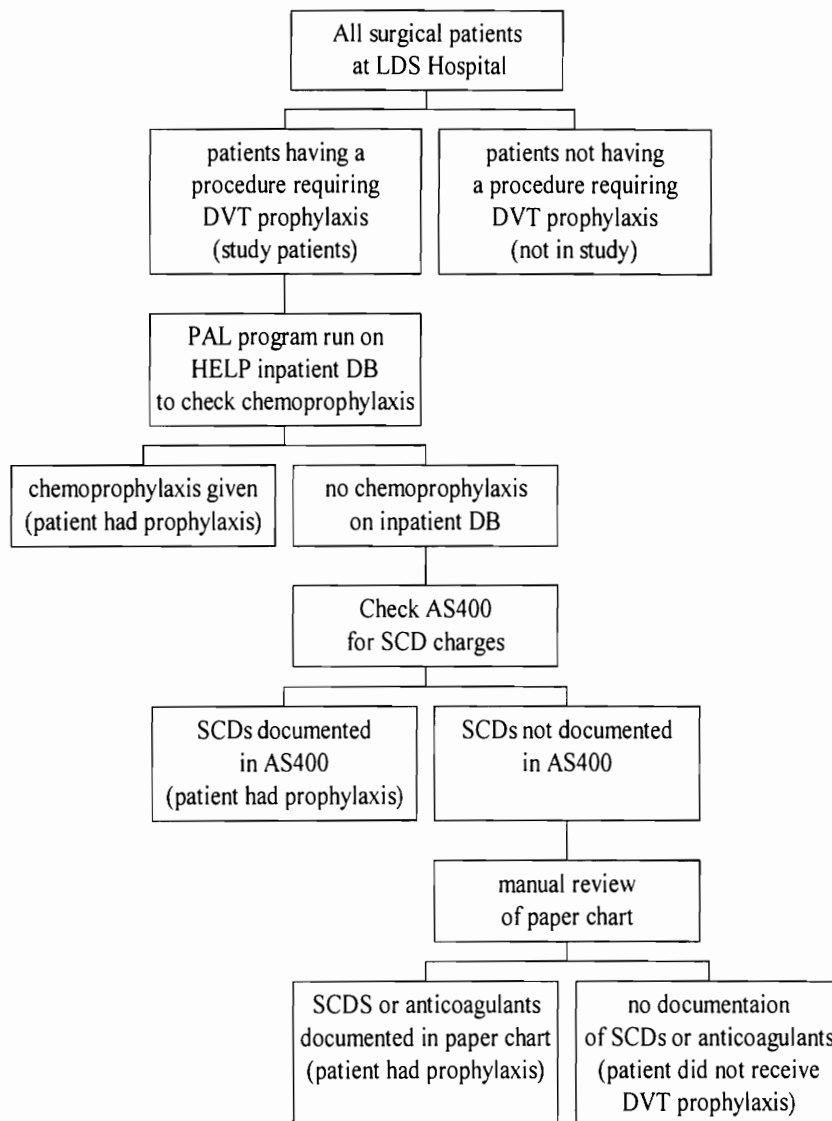 All surgical patients
at LDS Hospital
patients having a
procedure requiring
DVT prophylaxis
(study patients)
patients not having
a procedure requiring
DVT prophylaxis
(not in study)
PAL program run on
HELP inpatient DB
to check chemoprophylaxis
chemoprophylaxis given
(patient had prophylaxis)
no chemoprophylaxis
on inpatient DB
Check AS400
for SCD charges
SCDs documented
in AS400
(patient had prophylaxis)
SCDs not documented
in AS400
manual review
of paper chart
SCDS or anticoagulants
documented in paper chart
(patient had prophylaxis)
no documentaion
of SCDs or anticoagulants
(patient did not receive
DVT prophylaxis)